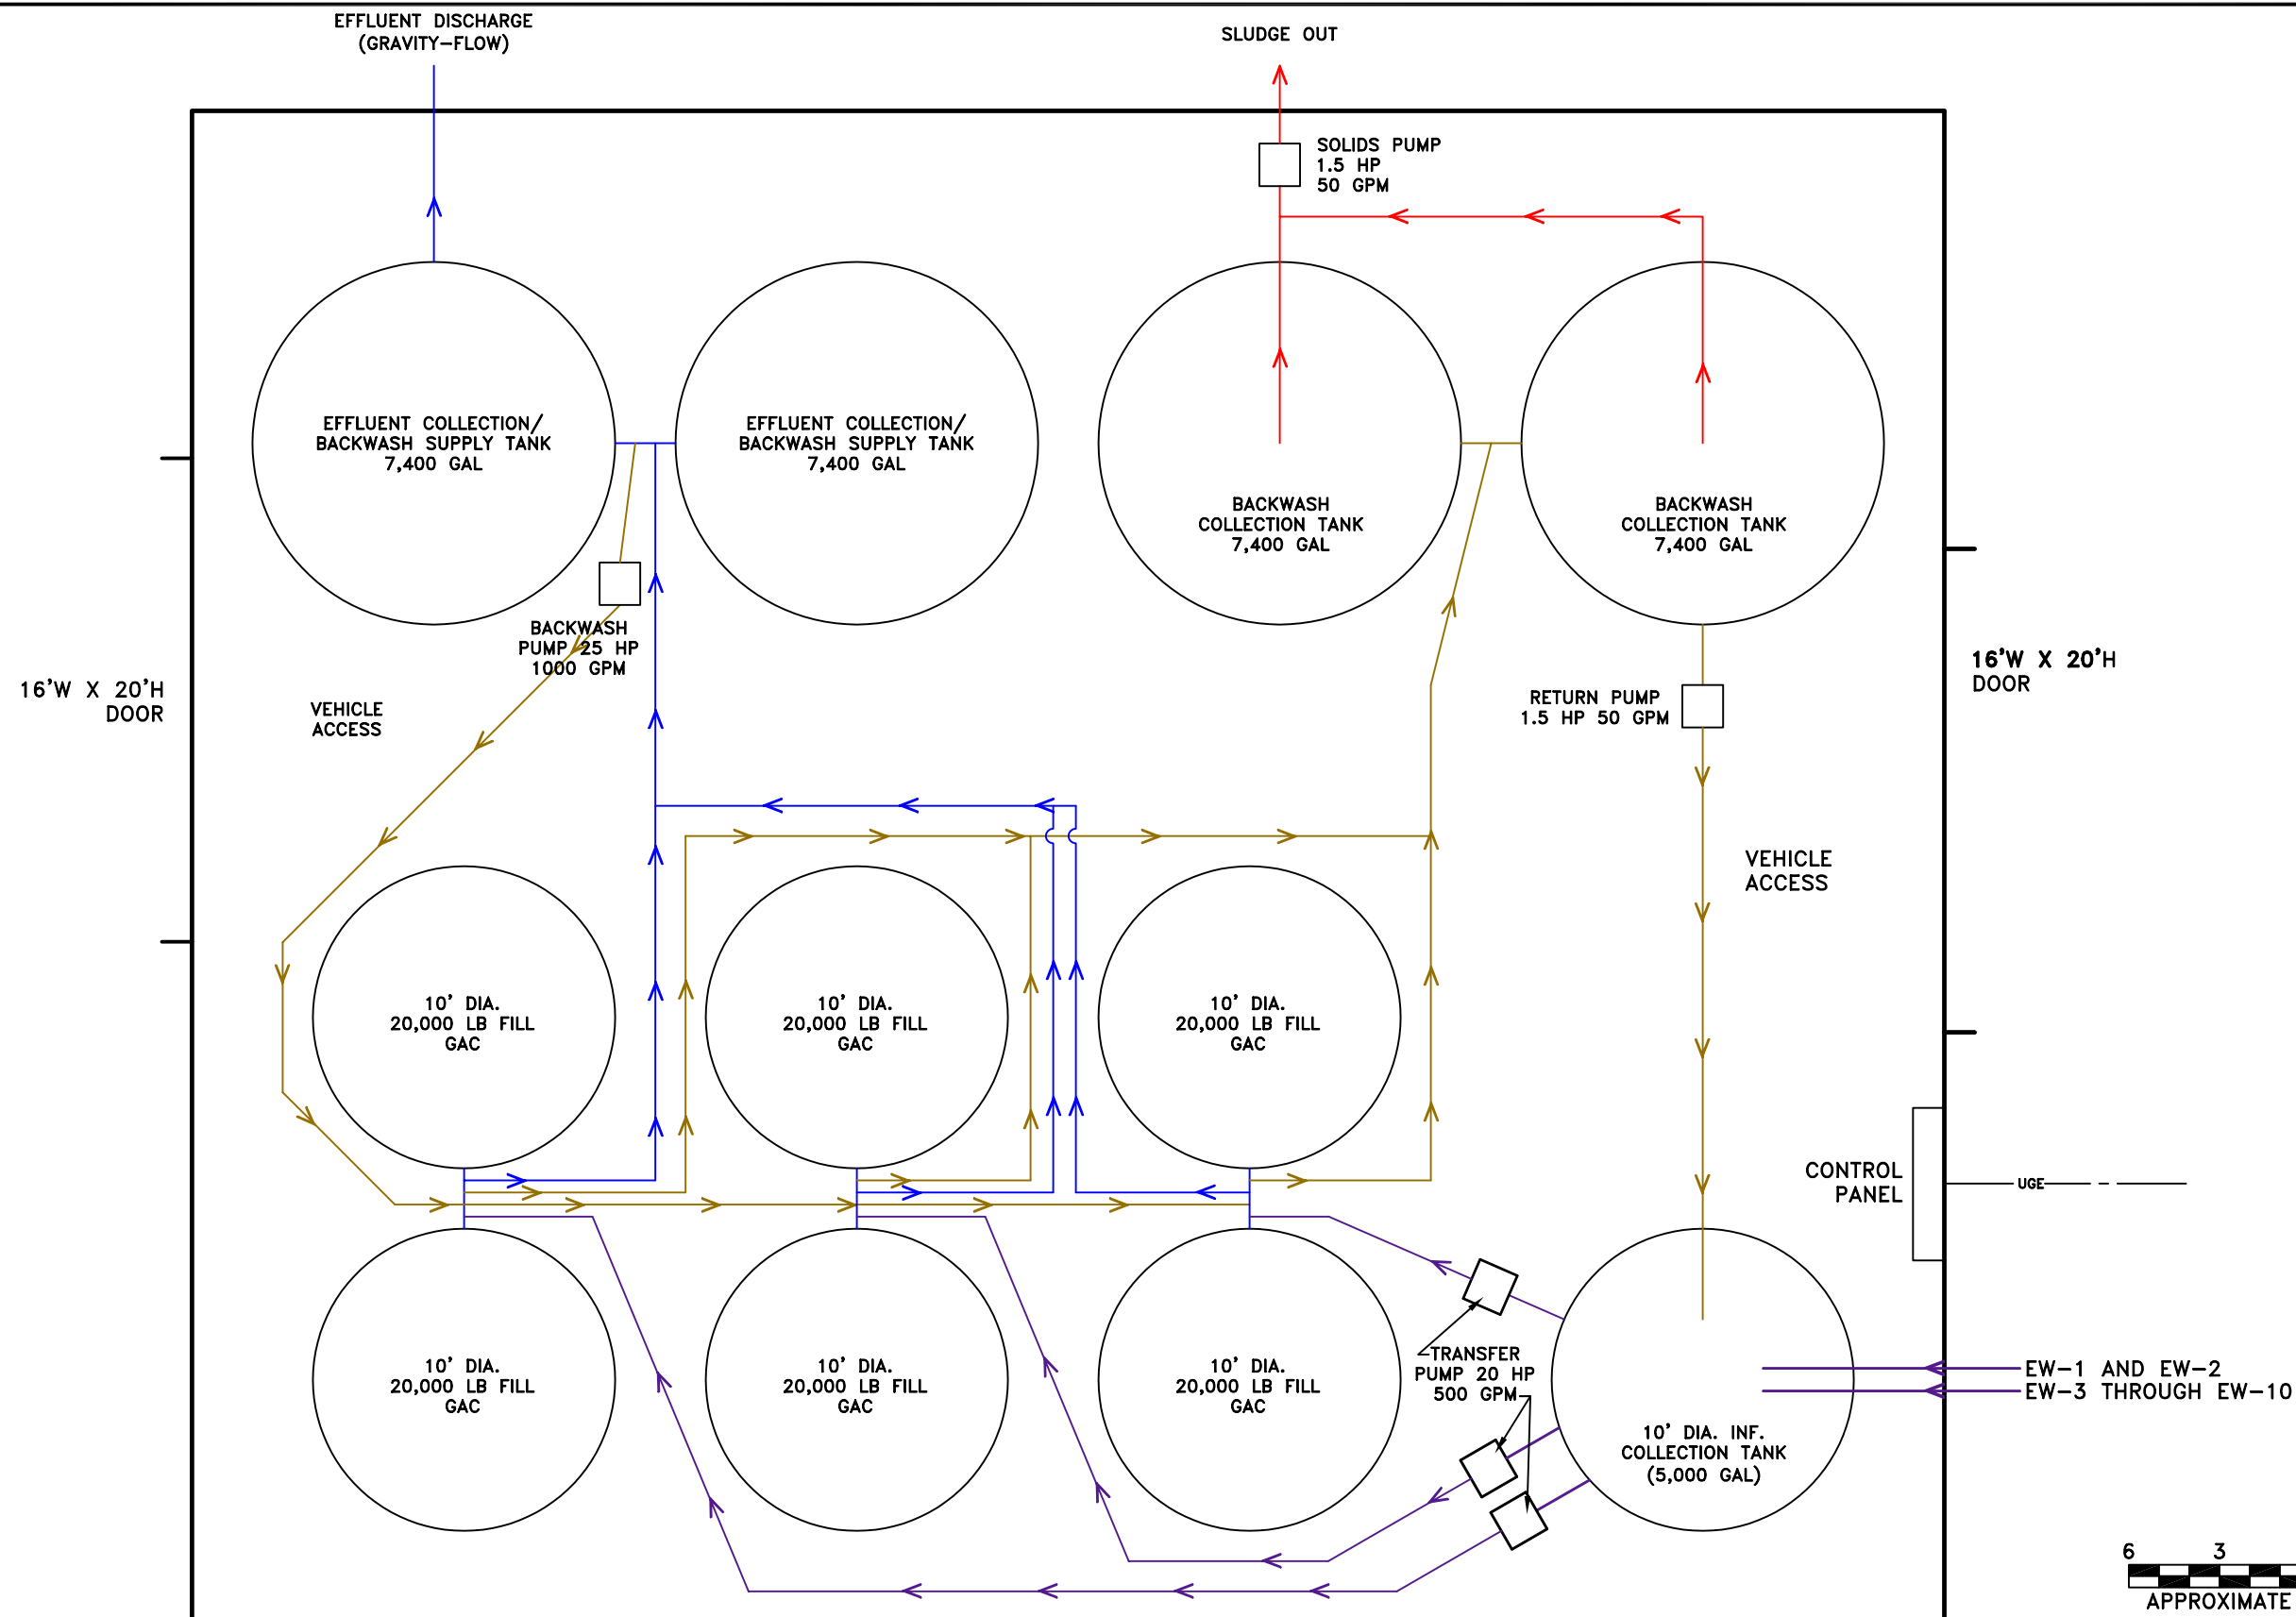 EFFLUENT DISCHARGE
(GRAVITY-FLOW)
SLUDGE OUT
SOLIDS PUMP
1.5 HP
50 GPM
EFFLUENT COLLECTION/
BACKWASH SUPPLY TANK
7,400 GAL
EFFLUENT COLLECTION/
BACKWASH SUPPLY TANK
7,400 GAL
BACKWASH
COLLECTION TANK
7,400 GAL
BACKWASH
COLLECTION TANK
7,400 GAL
BACKWASH
PUMP 25 HP
1000 GPM
16'W X 20'H
DOOR
VEHICLE
ACCESS
RETURN PUMP
1.5 HP 50 GPM
16'W X 20'H
DOOR
VEHICLE
ACCESS
10' DIA.
20,000 LB FILL
GAC
10' DIA.
20,000 LB FILL
GAC
10' DIA.
20,000 LB FILL
GAC
CONTROL
PANEL
UGE
10' DIA.
20,000 LB FILL
GAC
10' DIA.
20,000 LB FILL
GAC
10' DIA.
20,000 LB FILL
GAC
TRANSFER
PUMP 20 HP
500 GPM
EW-1 AND EW-2
EW-3 THROUGH EW-10
10' DIA. INF.
COLLECTION TANK
(5,000 GAL)
6 3
APPROXIMATE